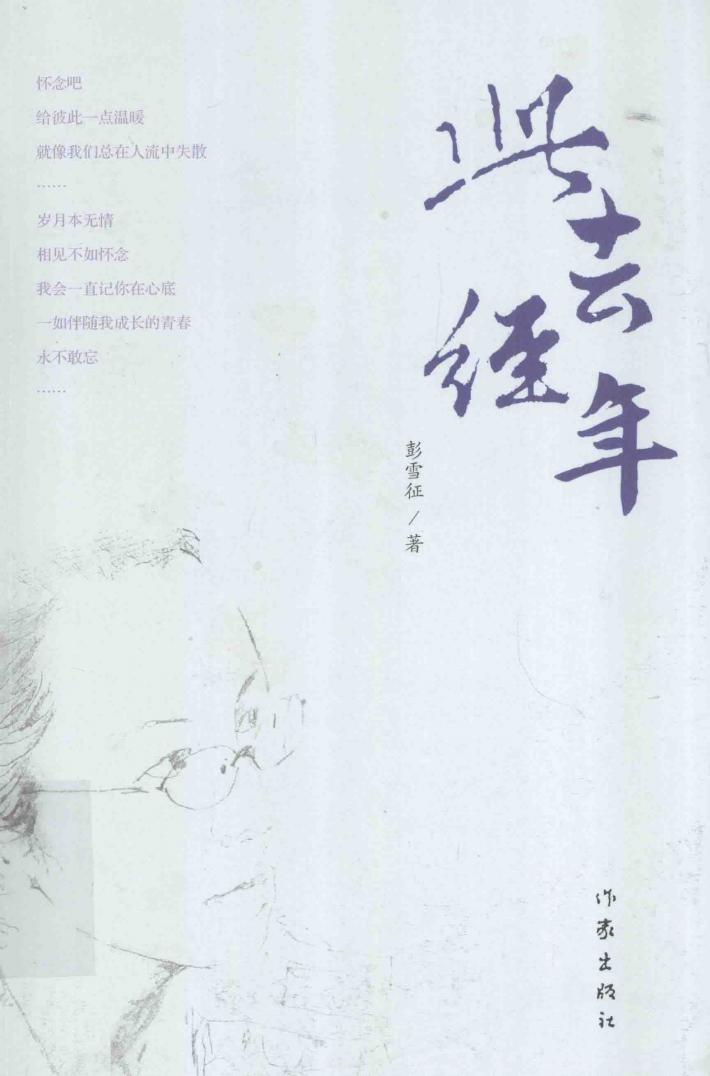 怀念吧
给彼此一点温暖
就像我们总在人流中失散
……
岁月本无情
相见不如怀念
我会一直记你在心底
一如伴随我成长的青春
永不敢忘
……
此去经年
彭雪征/著
作家出版社